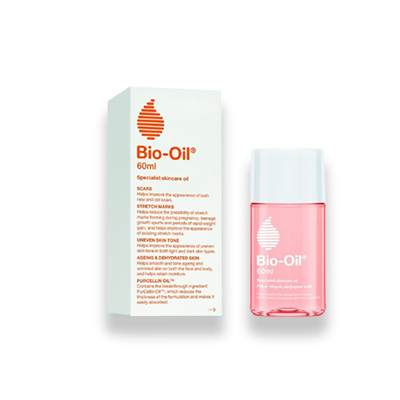 Bio-Oil®
60ml
Specialist skincare oil
SCARS
Helps improve the appearance of both
new and old scars.
STRETCH MARKS
Helps reduce the possibility of stretch
marks forming during pregnancy, teenage
growth spurts and periods of rapid weight
gain, and helps improve the appearance
of existing stretch marks.
UNEVEN SKIN TONE
Helps improve the appearance of uneven
skin tone in both light and dark skin types.
AGEING & DEHYDRATED SKIN
Helps smooth and tone ageing and
wrinkled skin on both the face and body,
and helps retain moisture.
PURCELLIN OIL™
Contains the breakthrough ingredient
PurCellin Oil™, which reduces the
thickness of the formulation and makes it
easily absorbed.
Bio-Oil®
60ml
Specialist skincare oil